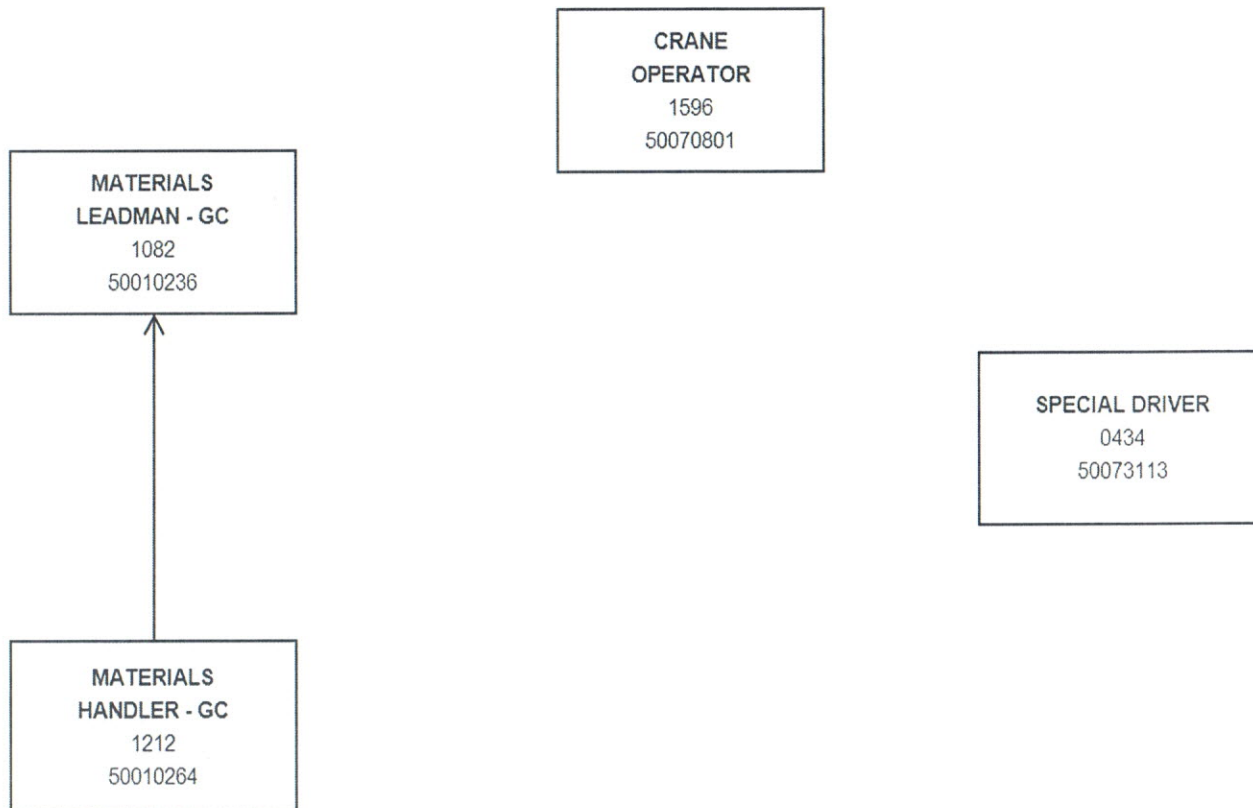 CRANE
OPERATOR
1596
50070801
MATERIALS
LEADMAN - GC
1082
50010236
SPECIAL DRIVER
0434
50073113
MATERIALS
HANDLER - GC
1212
50010264